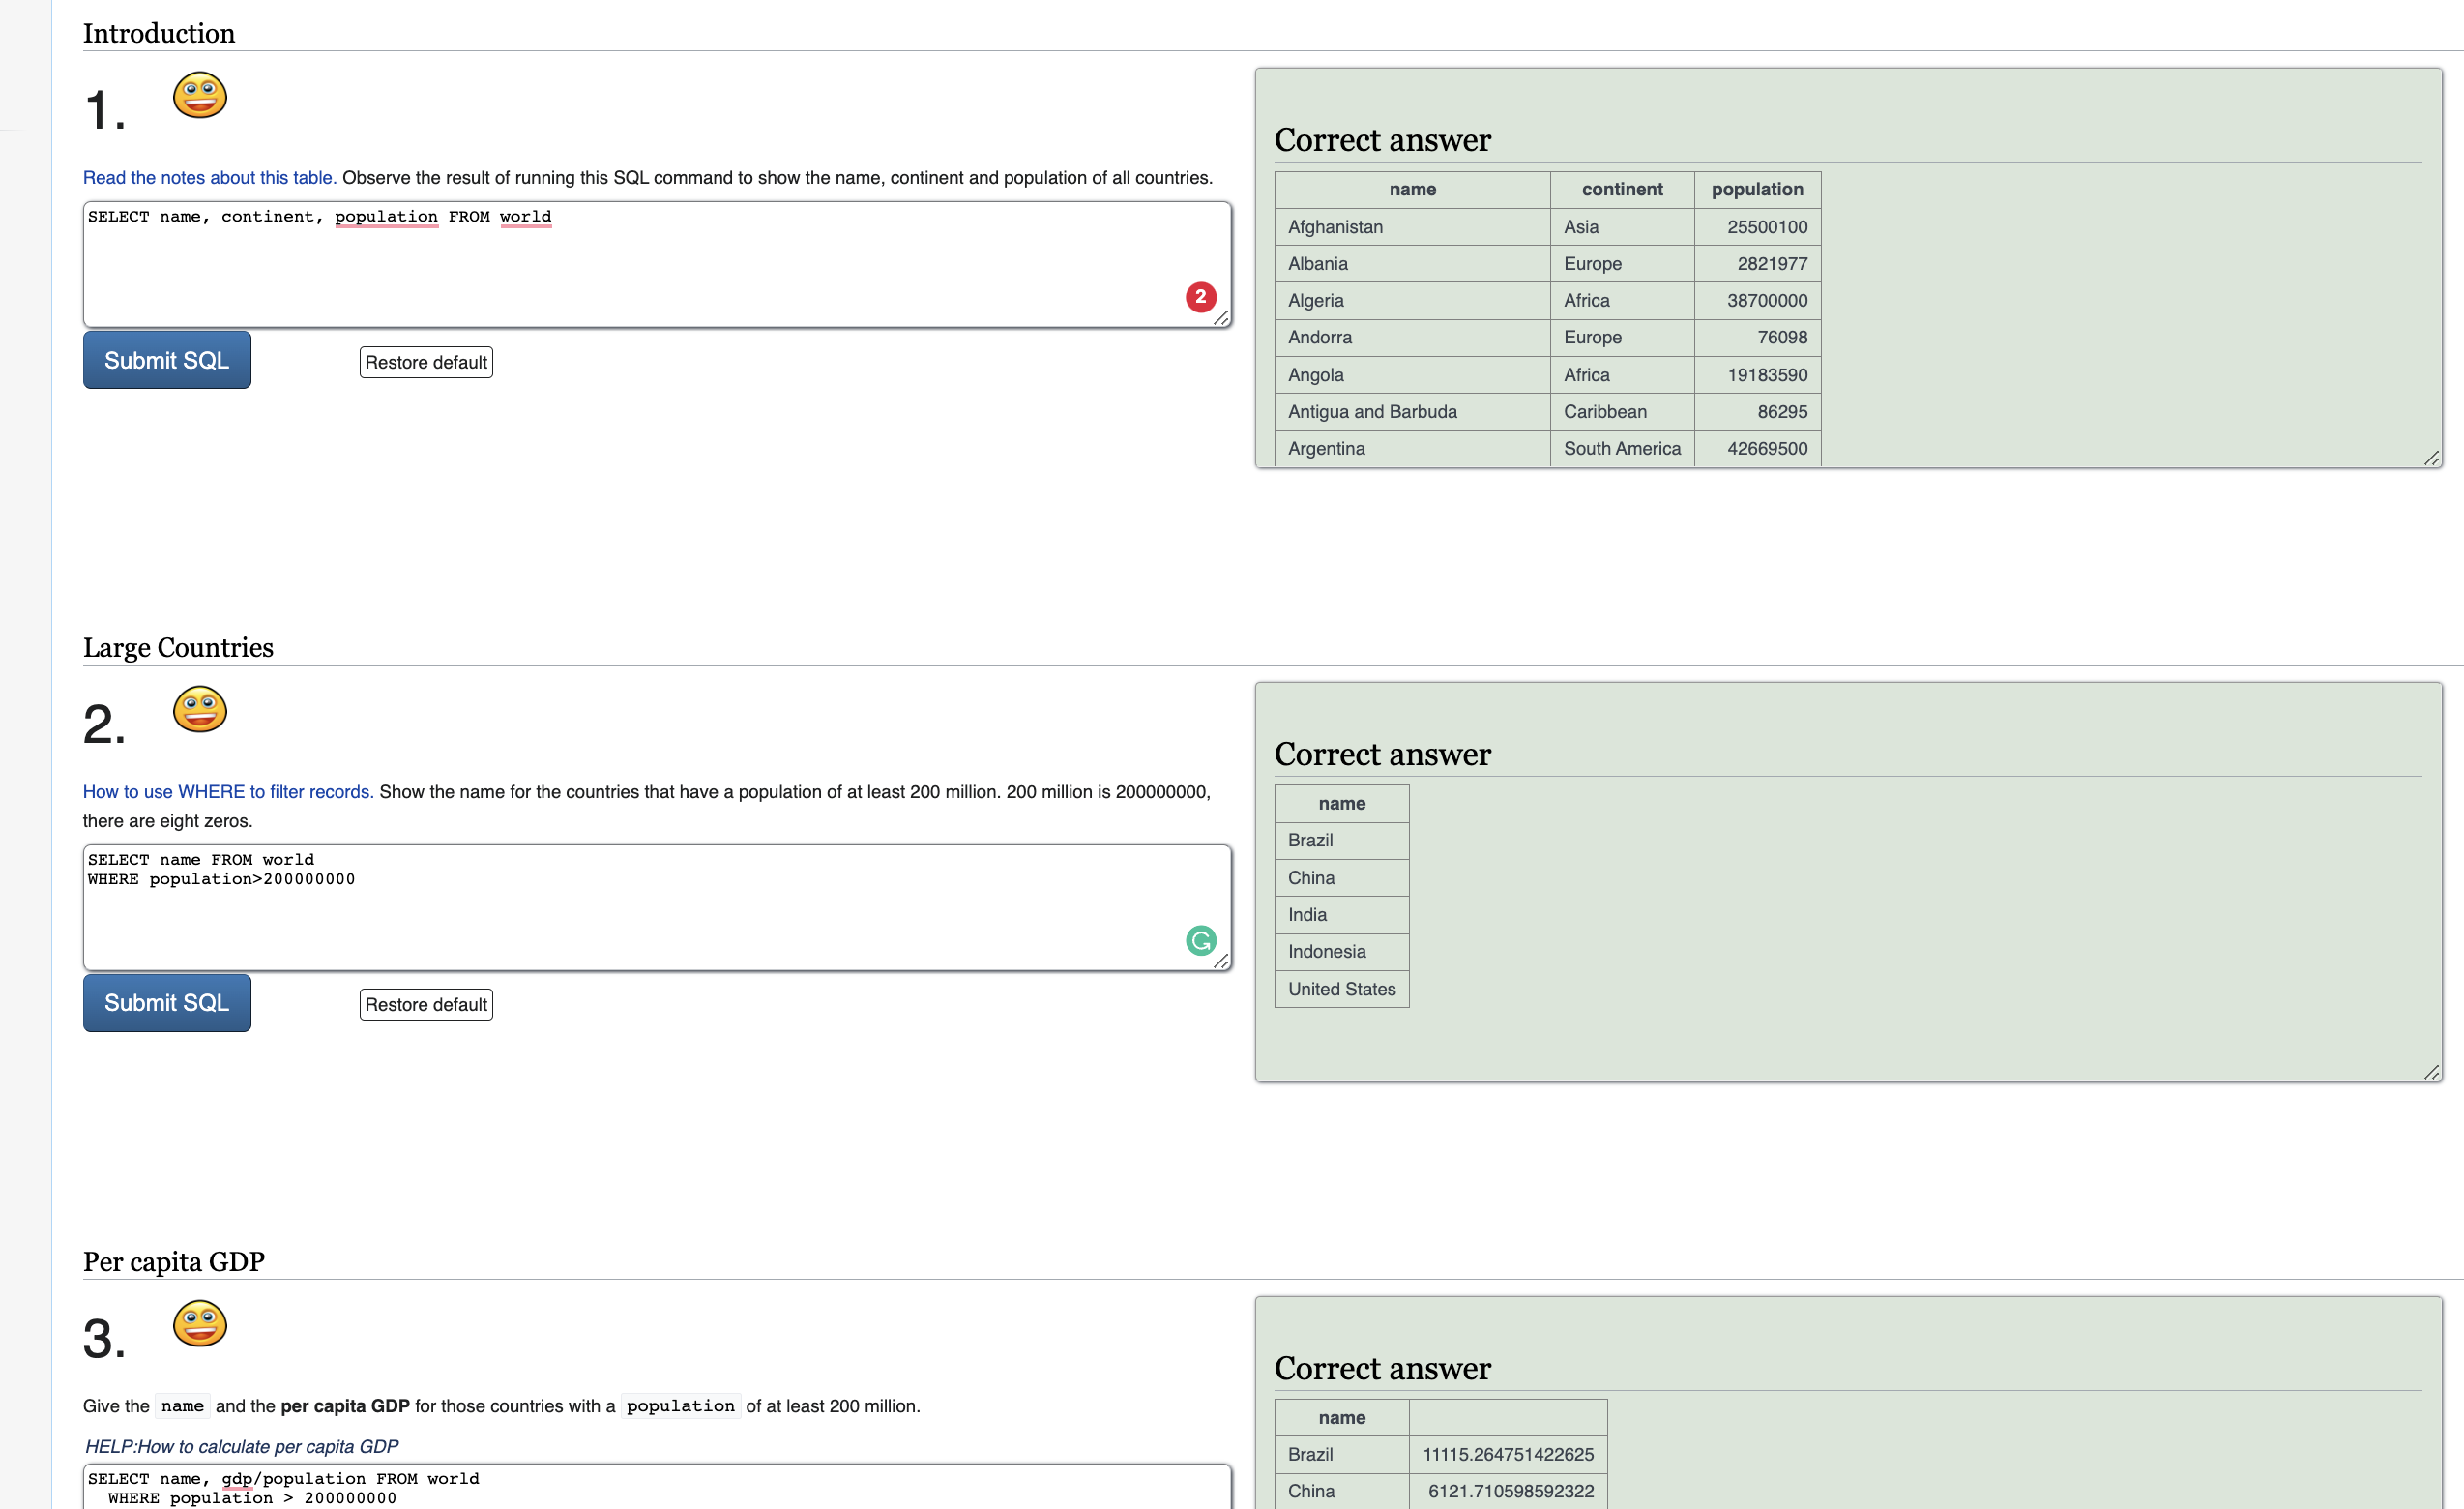 Introduction
1.
Read the notes about this table. Observe the result of running this SQL command to show the name, continent and population of all countries.
SELECT name, continent, population FROM world
2
Submit SQL
Restore default
Correct answer
name continent population
Afghanistan Asia 25500100
Albania Europe 2821977
Algeria Africa 38700000
Andorra Europe 76098
Angola Africa 19183590
Antigua and Barbuda Caribbean 86295
Argentina South America 42669500
Large Countries
2.
How to use WHERE to filter records. Show the name for the countries that have a population of at least 200 million. 200 million is 200000000,
there are eight zeros.
SELECT name FROM world
WHERE population>200000000
Submit SQL
Restore default
Correct answer
name
Brazil
China
India
Indonesia
United States
Per capita GDP
3.
Give the name and the per capita GDP for those countries with a population of at least 200 million.
HELP:How to calculate per capita GDP
SELECT name, gdp/population FROM world
WHERE population > 200000000
Correct answer
name
Brazil 11115.264751422625
China 6121.710598592322